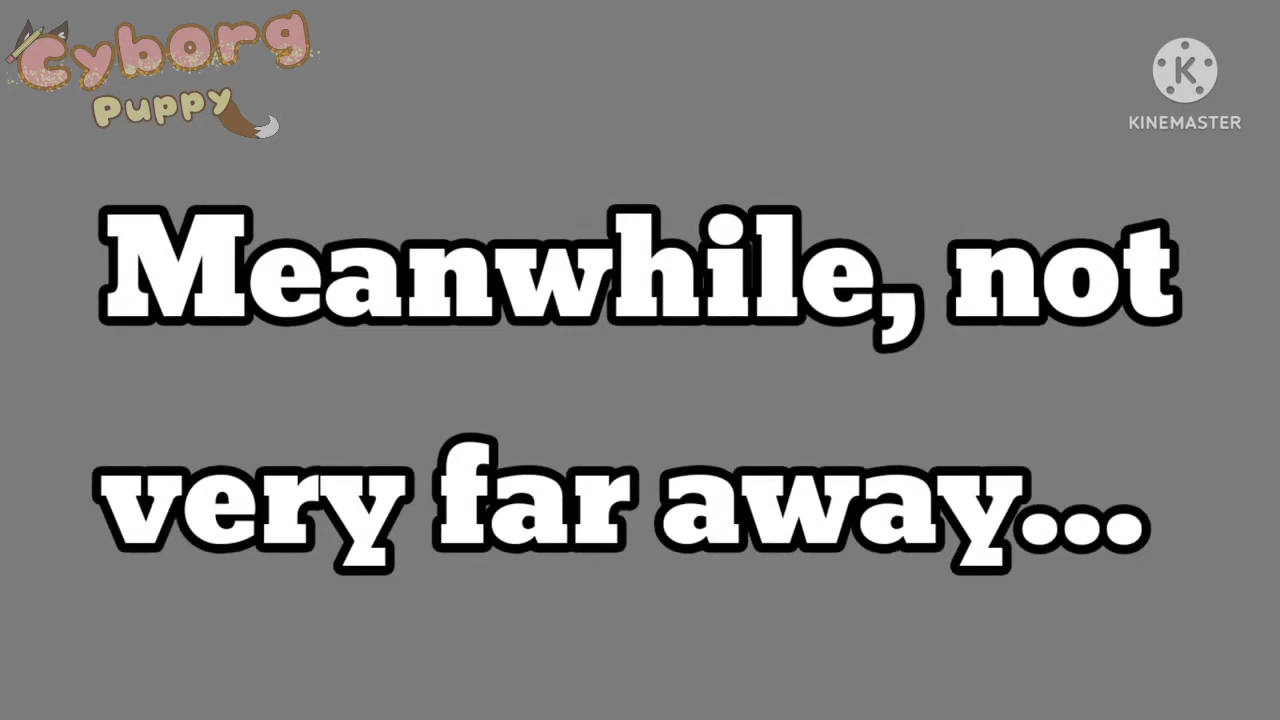 Cyborg
Puppy
K
KINEMASTER
Meanwhile, not
very far away...